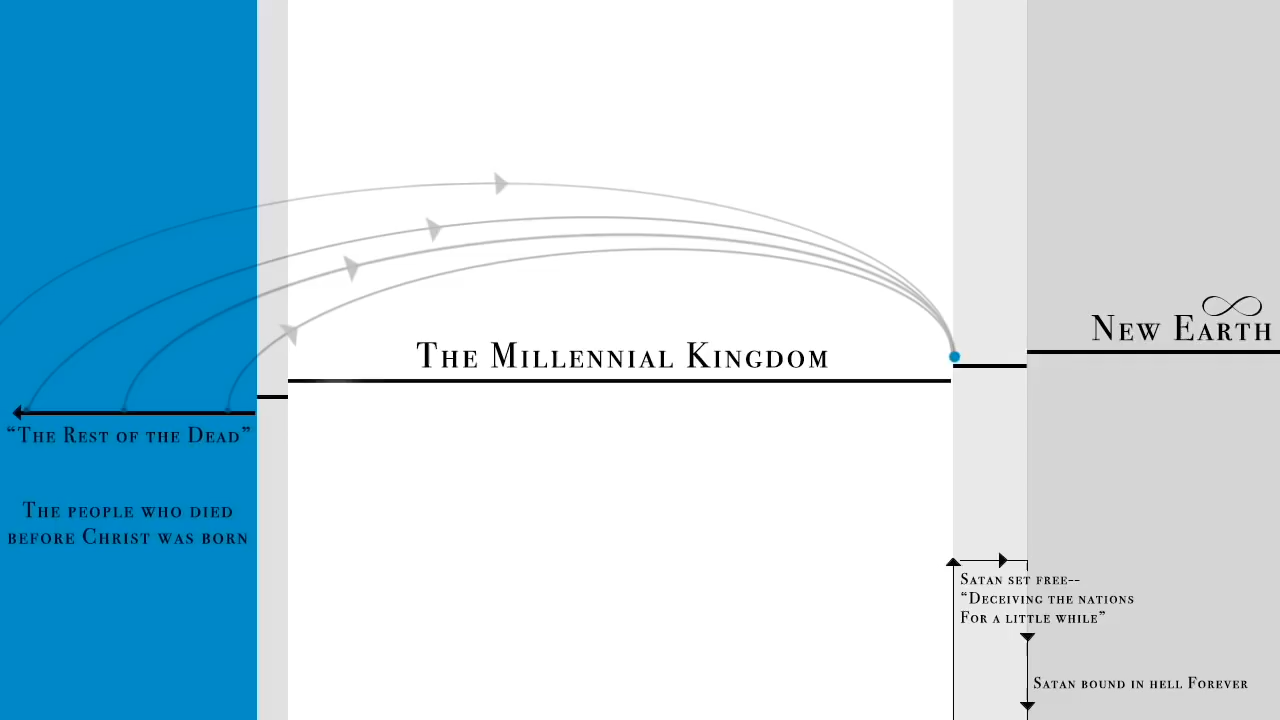 The Millennial Kingdom
New Earth
“The Rest of the Dead”
The people who died
before Christ was born
Satan set free--
“Deceiving the nations
For a little while”
Satan bound in hell Forever